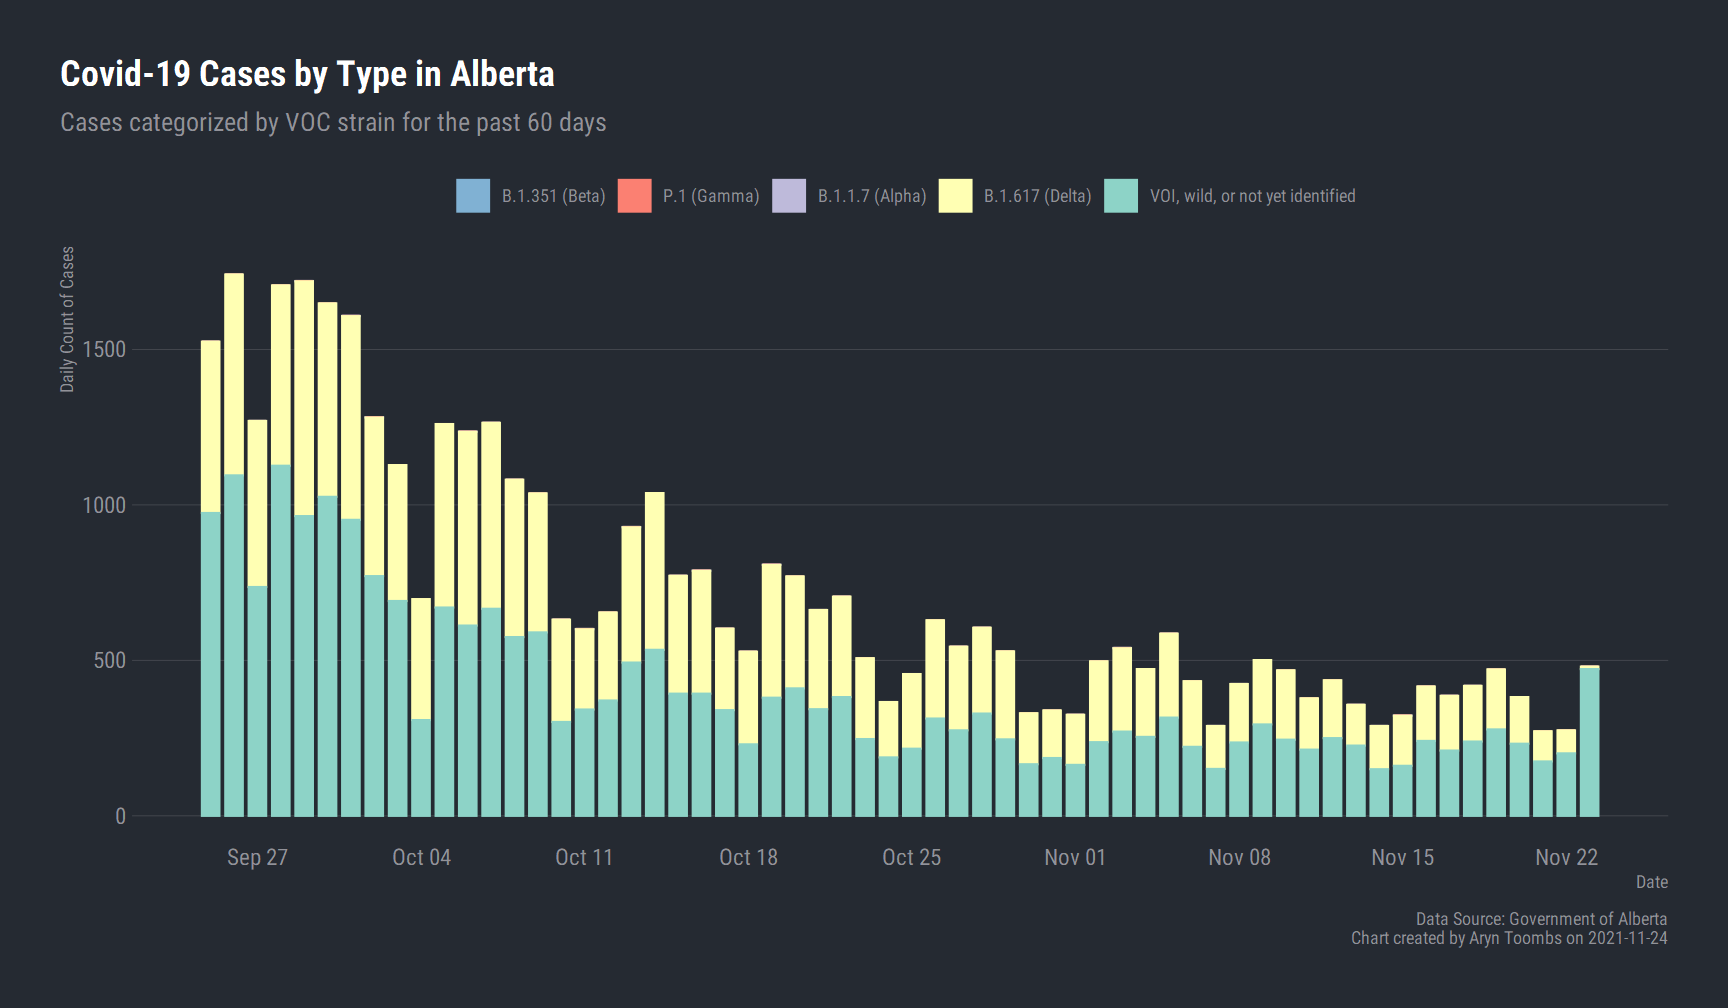 Covid-19 Cases by Type in Alberta
Cases categorized by VOC strain for the past 60 days
B.1.351 (Beta) P.1 (Gamma) B.1.1.7 (Alpha) B.1.617 (Delta) VOI, wild, or not yet identified
Daily Count of Cases
1500
1000
500
0
Sep 27 Oct 04 Oct 11 Oct 18 Oct 25 Nov 01 Nov 08 Nov 15 Nov 22
Date
Data Source: Government of Alberta
Chart created by Aryn Toombs on 2021-11-24